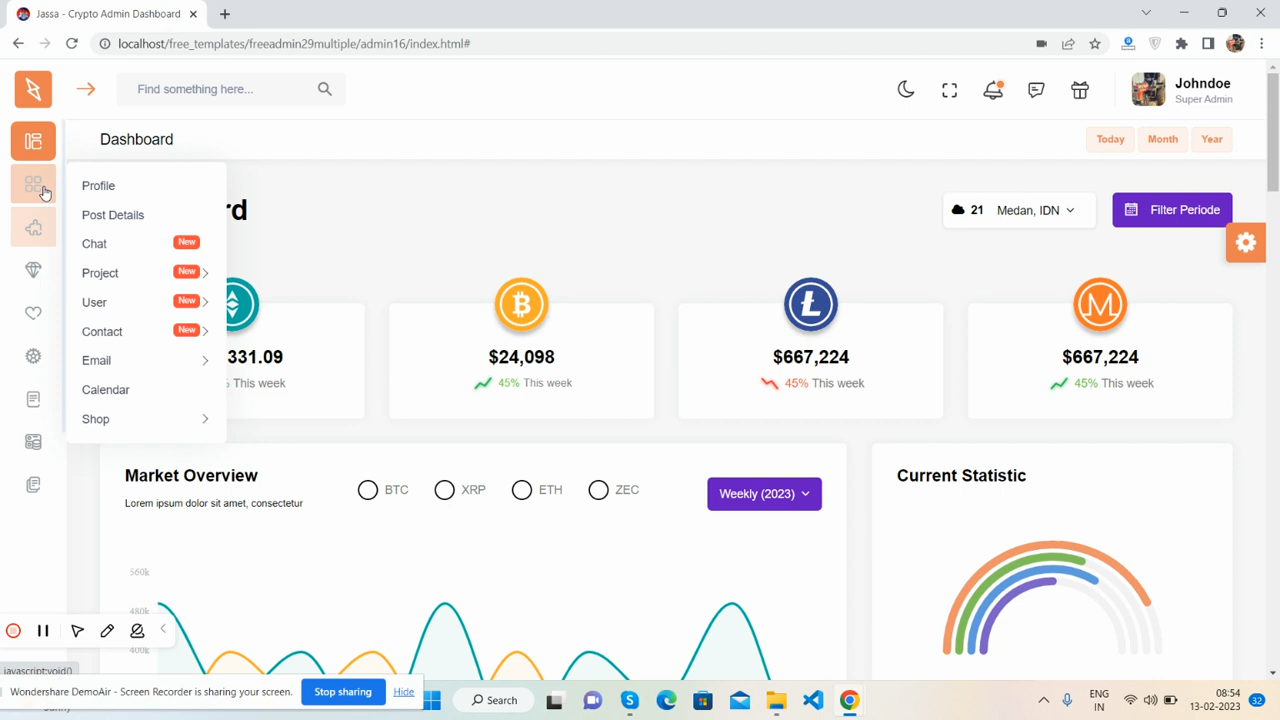 Jassa - Crypto Admin Dashboard
localhost/free_templates/freeadmin29multiple/admin16/index.html#
Find something here...
Johndoe
Super Admin
Dashboard
Today
Month
Year
Profile
Post Details
Chat New
Project New
User New
Contact New
Email
Calendar
Shop
rd
21 Medan, IDN
Filter Periode
331.09
% This week
$24,098
45% This week
$667,224
45% This week
$667,224
45% This week
Market Overview
Lorem ipsum dolor sit amet, consectetur
BTC
XRP
ETH
ZEC
Weekly (2023)
Current Statistic
560k
480k
400k
javascript:void()
Wondershare DemoAir - Screen Recorder is sharing your screen.
Stop sharing
Hide
Sunny
Search
ENG
IN
08:54
13-02-2023
32